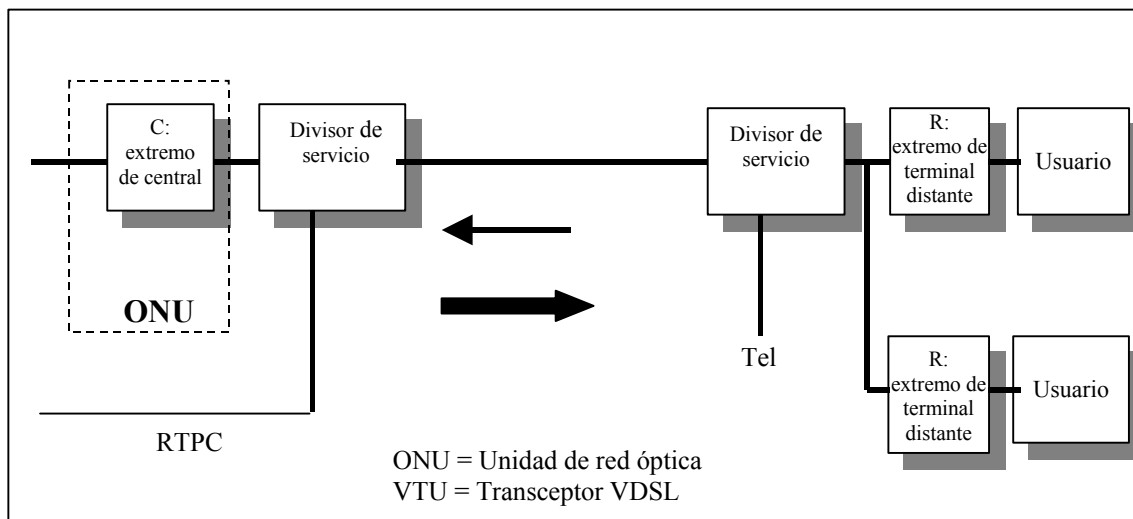 C:
extremo
de central
Divisor de
servicio
Divisor de
servicio
R:
extremo de
terminal
distante
Usuario
ONU
Tel
R:
extremo de
terminal
distante
Usuario
RTPC
ONU = Unidad de red óptica
VTU = Transceptor VDSL